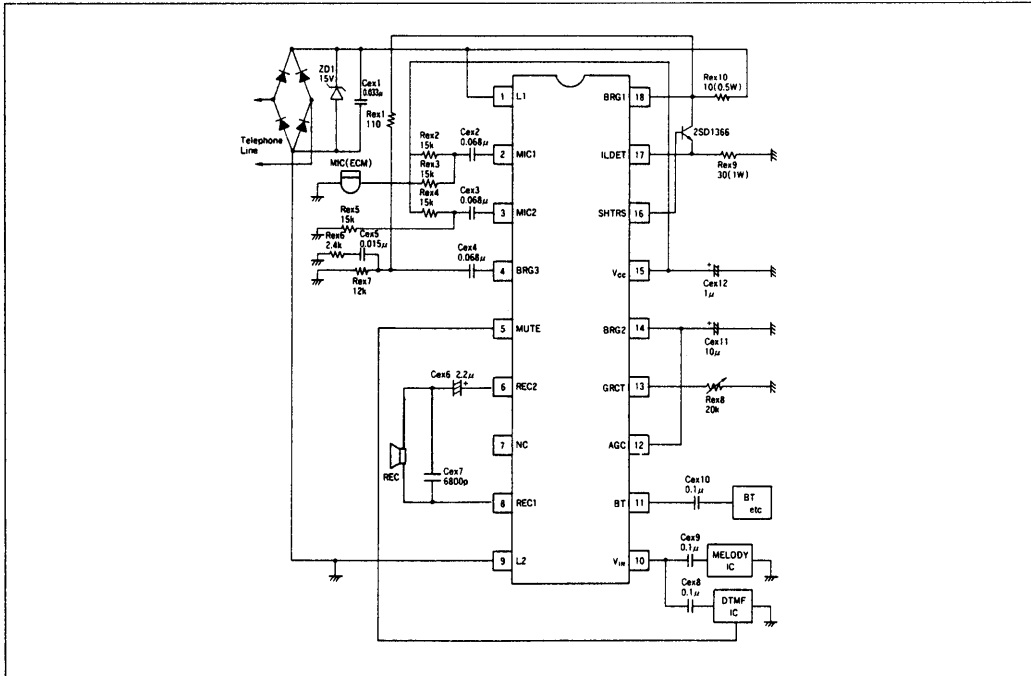 ZD1
15V
Cex1
0.033μ
Rex1
110
Telephone
Line
MIC(ECM)
Rex2
15k
Rex3
15k
Rex4
15k
Cex2
0.068μ
Cex3
0.068μ
Rex5
15k
Rex6
2.4k
Cex5
0.015μ
Rex7
12k
Cex4
0.068μ
Cex6 2.2μ
+
REC
Cex7
6800p
1 L1
2 MIC1
3 MIC2
4 BRG3
5 MUTE
6 REC2
7 NC
8 REC1
9 L2
BRG1 18
ILDET 17
SHTRS 16
Vcc 15
BRG2 14
GRCT 13
AGC 12
BT 11
VIN 10
Rex10
10(0.5W)
2SD1366
Rex9
30(1W)
+
Cex12
1μ
+
Cex11
10μ
Rex8
20k
Cex10
0.1μ
BT
etc
Cex9
0.1μ
MELODY
IC
Cex8
0.1μ
DTMF
IC